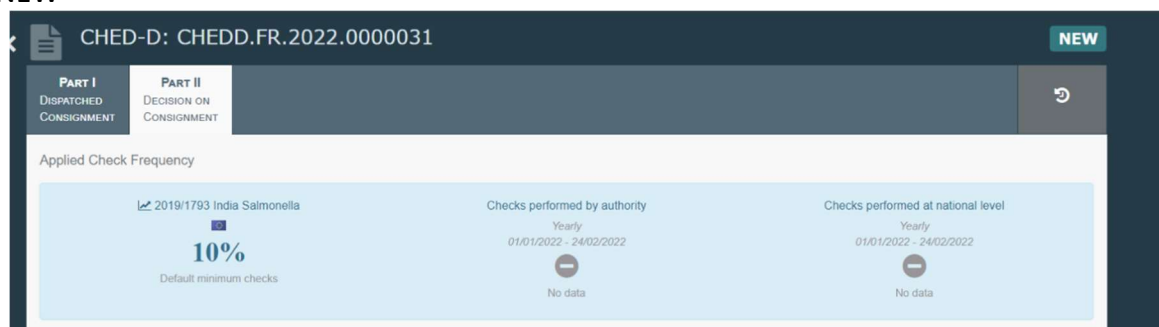 CHED-D: CHEDD.FR.2022.0000031
NEW
PART I
DISPATCHED
CONSIGNMENT
PART II
DECISION ON
CONSIGNMENT
Applied Check Frequency
2019/1793 India Salmonella
10%
Default minimum checks
Checks performed by authority
Yearly
01/01/2022 - 24/02/2022
No data
Checks performed at national level
Yearly
01/01/2022 - 24/02/2022
No data